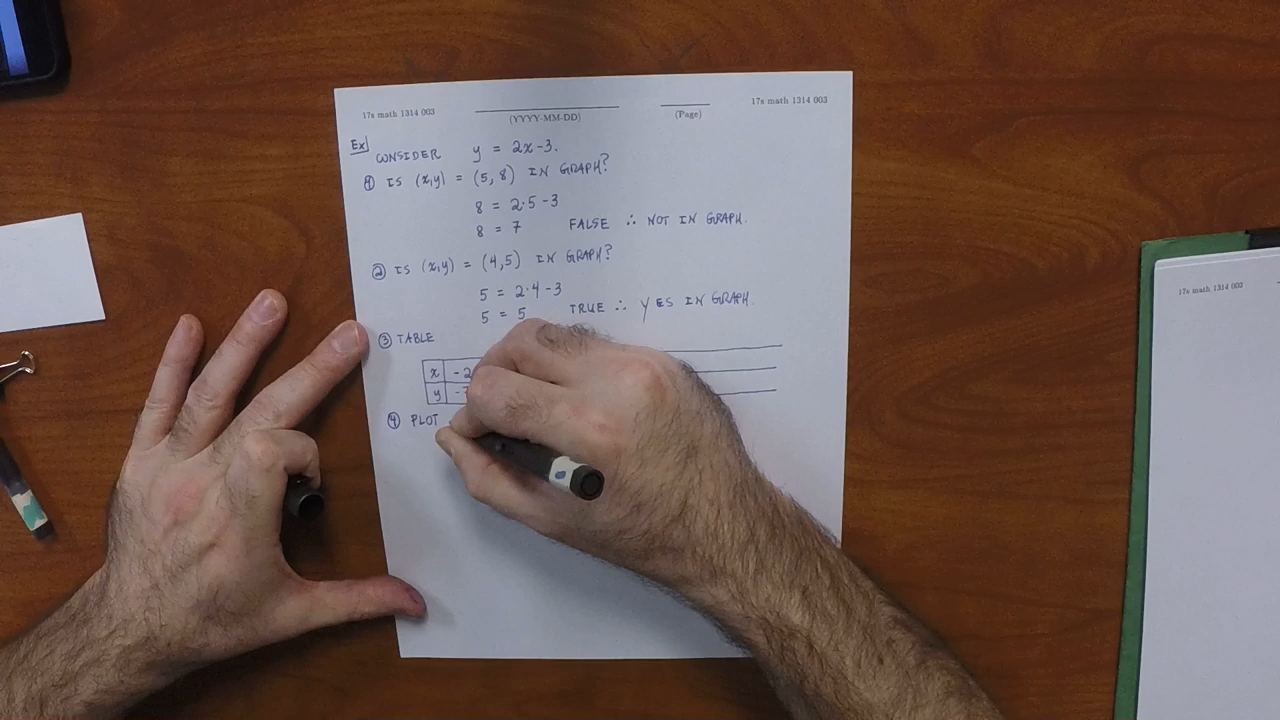 17s math 1314 003 (YYYY-MM-DD) (Page) 17s math 1314 003
Ex CONSIDER y = 2x-3.
① IS (x,y) = (5, 8) IN GRAPH?
8 = 2·5-3
8 = 7 FALSE ∴ NOT IN GRAPH.
② IS (x,y) = (4,5) IN GRAPH?
5 = 2·4-3
5 = 5 TRUE ∴ YES IN GRAPH.
③ TABLE
x -2
y
④ PLOT
17s math 1314 003